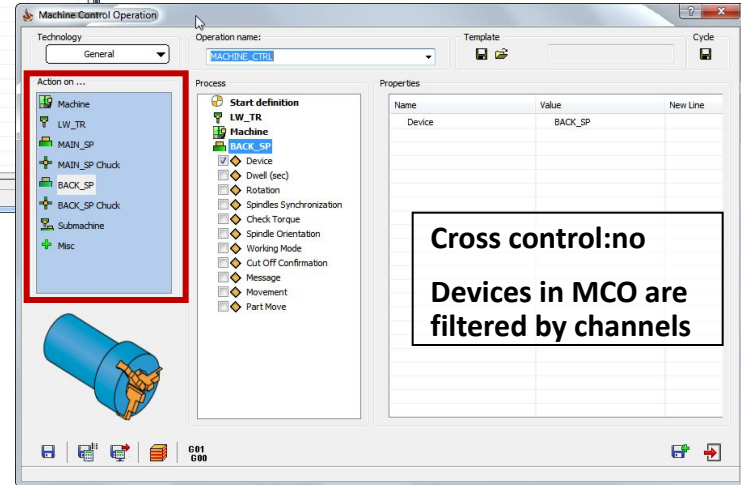 Machine Control Operation
Technology
General
Operation name:
MACHINE_CTRL
Template
Cycle
Action on ...
Machine
LW_TR
MAIN_SP
MAIN_SP Chuck
BACK_SP
BACK_SP Chuck
Submachine
Misc
Process
Start definition
LW_TR
Machine
BACK_SP
Device
Dwell (sec)
Rotation
Spindles Synchronization
Check Torque
Spindle Orientation
Working Mode
Cut Off Confirmation
Message
Movement
Part Move
Properties
Name Value New Line
Device BACK_SP
Cross control:no
Devices in MCO are
filtered by channels
G01
G00